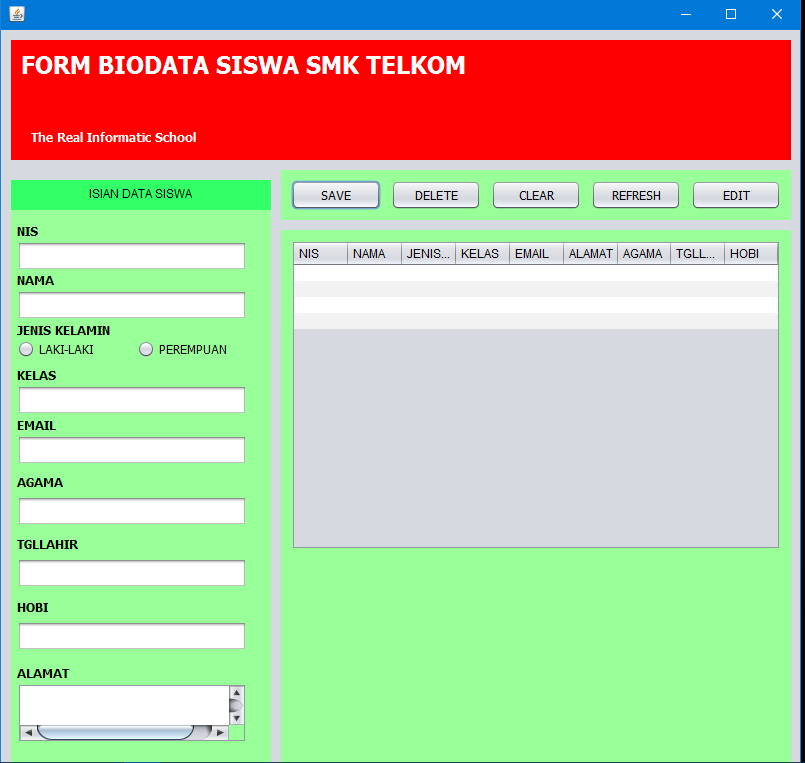 FORM BIODATA SISWA SMK TELKOM
The Real Informatic School
ISIAN DATA SISWA
NIS
NAMA
JENIS KELAMIN
LAKI-LAKI PEREMPUAN
KELAS
EMAIL
AGAMA
TGLLAHIR
HOBI
ALAMAT
SAVE DELETE CLEAR REFRESH EDIT
NIS NAMA JENIS... KELAS EMAIL ALAMAT AGAMA TGLL... HOBI